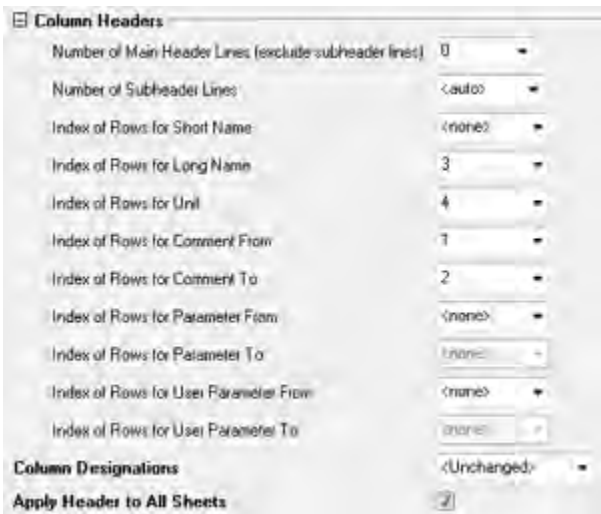 Column Headers
Number of Main Header Lines (exclude subheader lines) 0
Number of Subheader Lines <auto>
Index of Rows for Short Name <none>
Index of Rows for Long Name 3
Index of Rows for Unit 4
Index of Rows for Comment From 1
Index of Rows for Comment To 2
Index of Rows for Parameter From <none>
Index of Rows for Parameter To <none>
Index of Rows for User Parameter From <none>
Index of Rows for User Parameter To <none>
Column Designations <Unchanged>
Apply Header to All Sheets